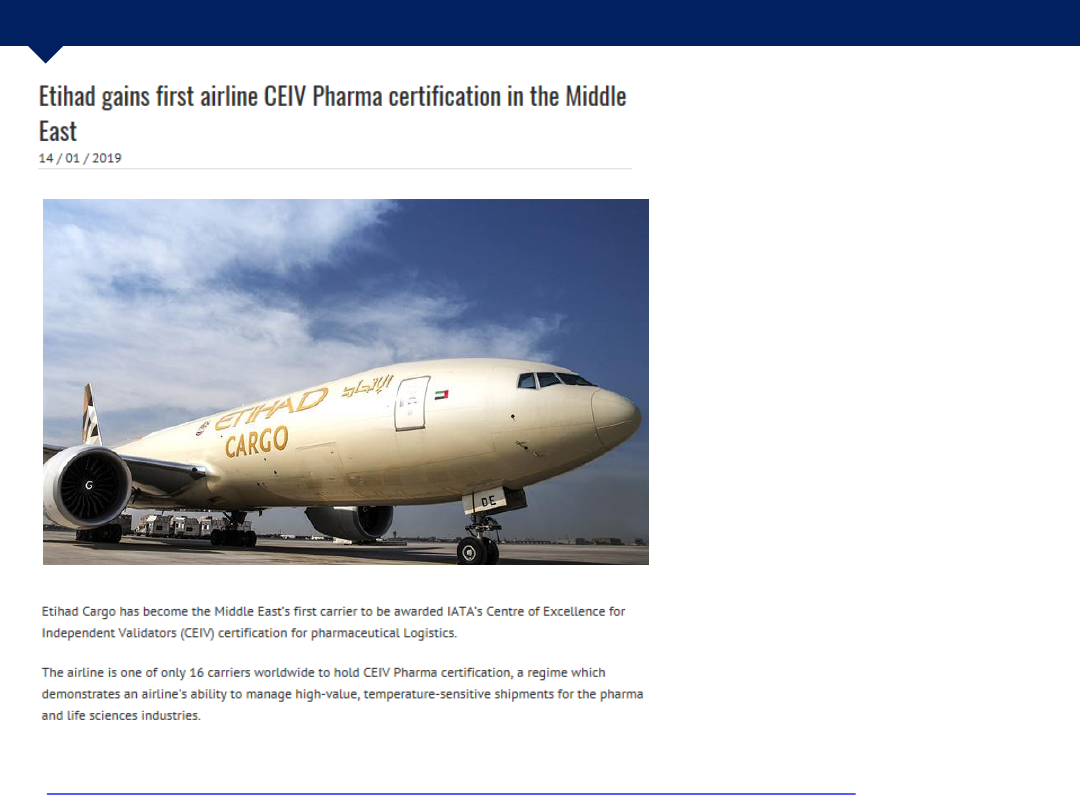 Etihad gains first airline CEIV Pharma certification in the Middle
East
14 / 01 / 2019
الإتحاد
ETIHAD
CARGO
G
DE
Etihad Cargo has become the Middle East's first carrier to be awarded IATA's Centre of Excellence for
Independent Validators (CEIV) certification for pharmaceutical Logistics.
The airline is one of only 16 carriers worldwide to hold CEIV Pharma certification, a regime which
demonstrates an airline's ability to manage high-value, temperature-sensitive shipments for the pharma
and life sciences industries.